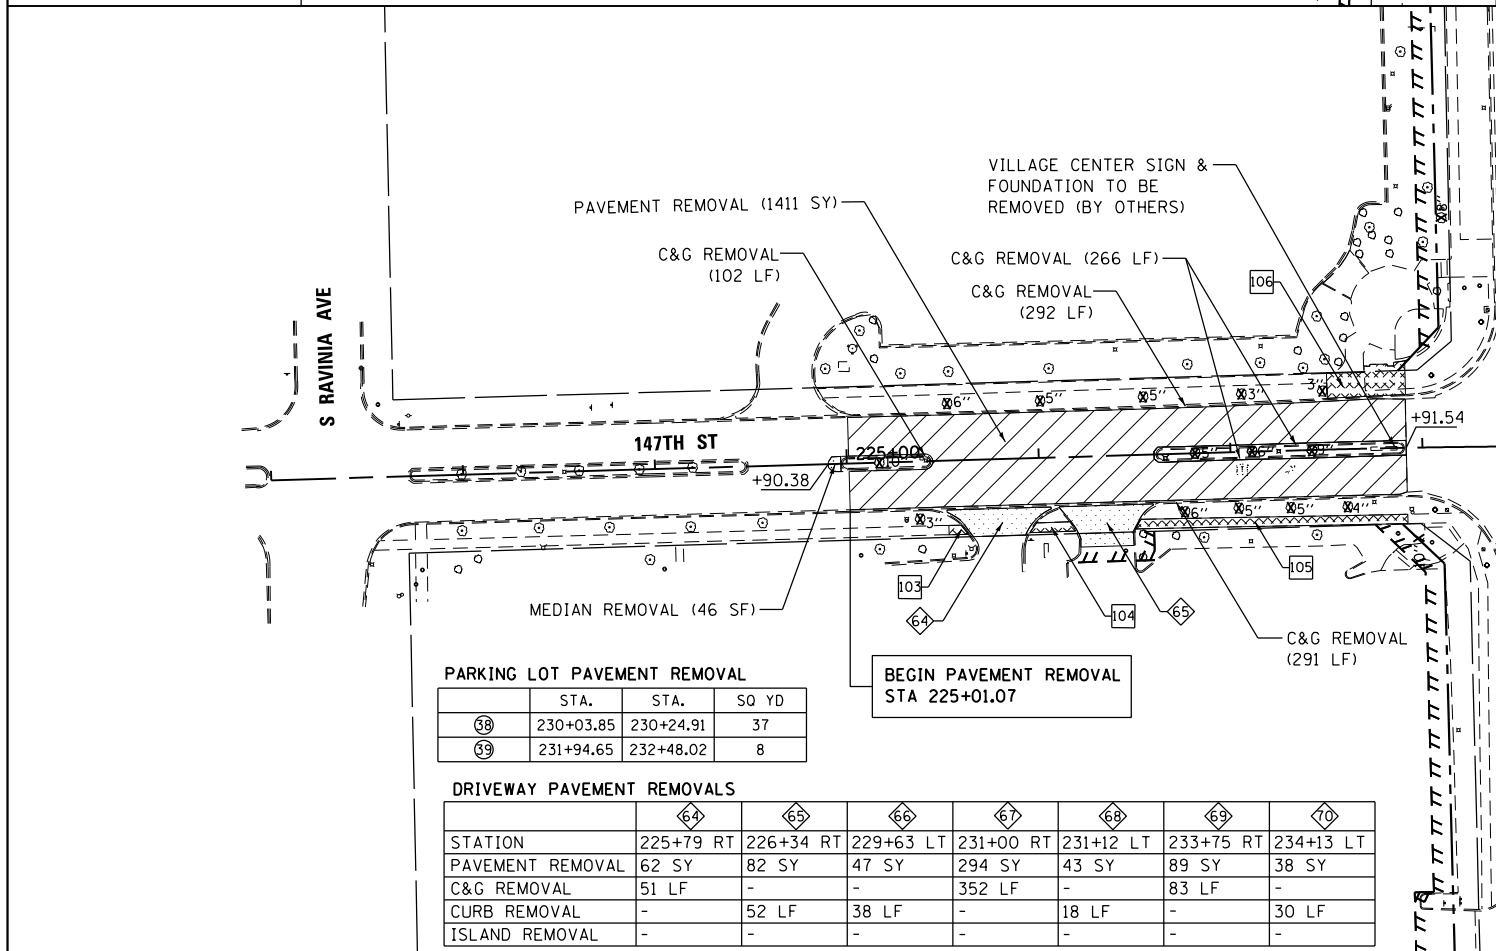 VILLAGE CENTER SIGN &
FOUNDATION TO BE
REMOVED (BY OTHERS)
PAVEMENT REMOVAL (1411 SY)
C&G REMOVAL
(102 LF)
C&G REMOVAL (266 LF)
C&G REMOVAL
(292 LF)
106
8"
S RAVINIA AVE
147TH ST
6"
5"
5"
3"
3"
+91.54
225+00
+90.38
3"
6"
5"
5"
4"
103
64
104
65
105
MEDIAN REMOVAL (46 SF)
C&G REMOVAL
(291 LF)
BEGIN PAVEMENT REMOVAL
STA 225+01.07
PARKING LOT PAVEMENT REMOVAL
STA. STA. SQ YD
38 230+03.85 230+24.91 37
39 231+94.65 232+48.02 8
DRIVEWAY PAVEMENT REMOVALS
64 65 66 67 68 69 70
STATION 225+79 RT 226+34 RT 229+63 LT 231+00 RT 231+12 LT 233+75 RT 234+13 LT
PAVEMENT REMOVAL 62 SY 82 SY 47 SY 294 SY 43 SY 89 SY 38 SY
C&G REMOVAL 51 LF - - 352 LF - 83 LF -
CURB REMOVAL - 52 LF 38 LF - 18 LF - 30 LF
ISLAND REMOVAL - - - - - - -